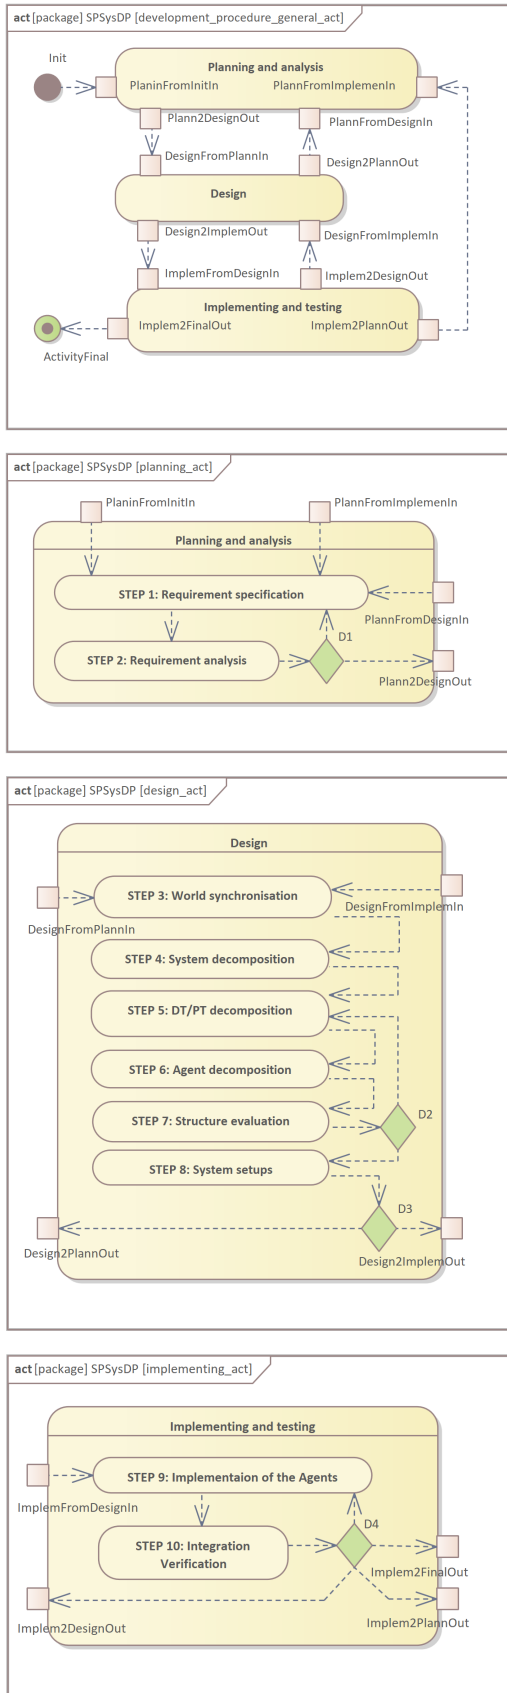 act [package] SPSysDP [development_procedure_general_act]
Init
Planning and analysis
PlaninFromInitIn
PlannFromImplemenIn
Plann2DesignOut
PlannFromDesignIn
DesignFromPlannIn
Design2PlannOut
Design
Design2ImplemOut
DesignFromImplemIn
ImplemFromDesignIn
Implem2DesignOut
Implementing and testing
Implem2FinalOut
Implem2PlannOut
ActivityFinal
act [package] SPSysDP [planning_act]
PlaninFromInitIn
PlannFromImplemenIn
Planning and analysis
STEP 1: Requirement specification
PlannFromDesignIn
D1
STEP 2: Requirement analysis
Plann2DesignOut
act [package] SPSysDP [design_act]
Design
STEP 3: World synchronisation
DesignFromPlannIn
DesignFromImplemIn
STEP 4: System decomposition
STEP 5: DT/PT decomposition
STEP 6: Agent decomposition
STEP 7: Structure evaluation
D2
STEP 8: System setups
D3
Design2PlannOut
Design2ImplemOut
act [package] SPSysDP [implementing_act]
Implementing and testing
STEP 9: Implementaion of the Agents
ImplemFromDesignIn
D4
STEP 10: Integration
Verification
Implem2FinalOut
Implem2DesignOut
Implem2PlannOut